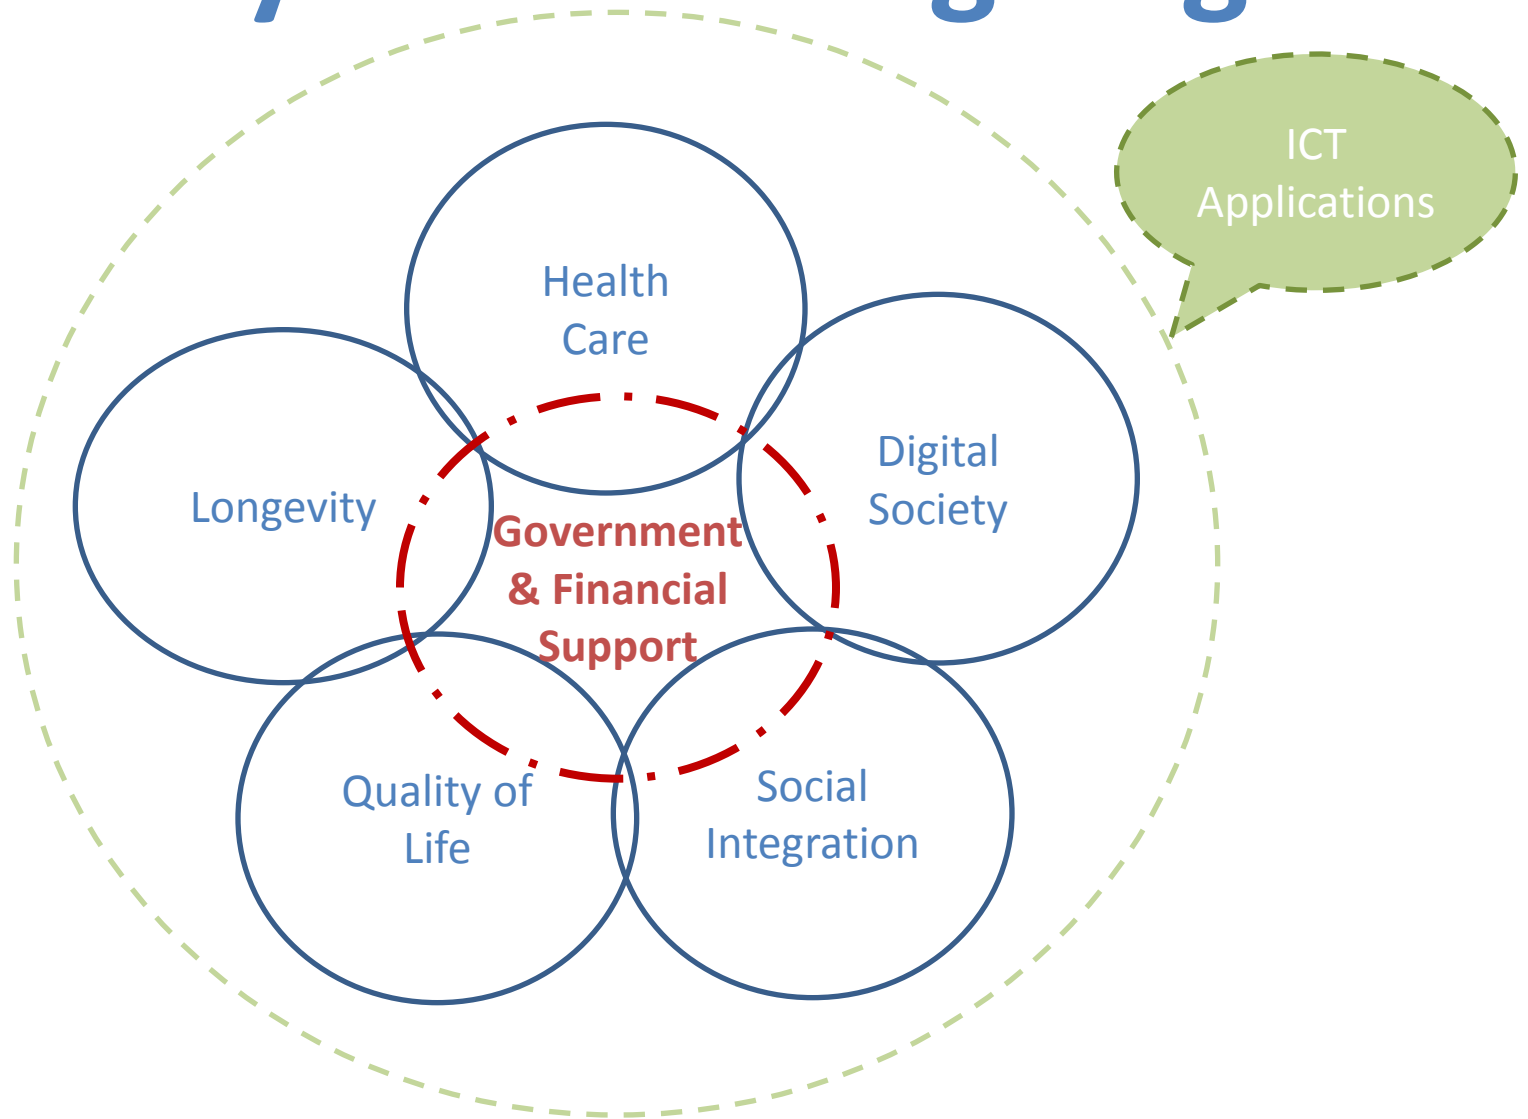 ICT
Applications
Health
Care
Digital
Society
Longevity
Government
& Financial
Support
Quality of
Life
Social
Integration